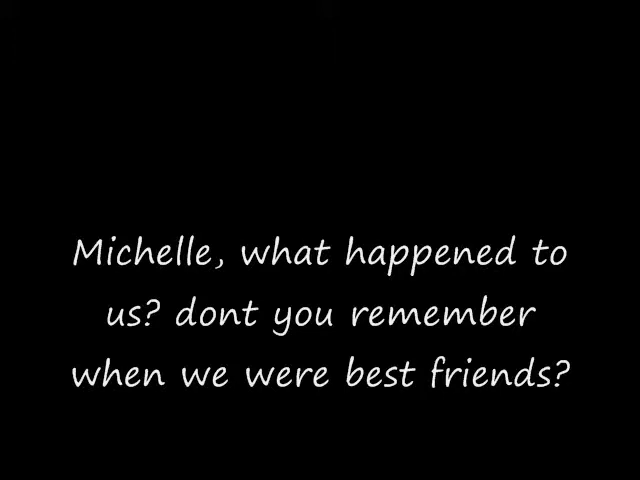 Michelle, what happened to
us? dont you remember
when we were best friends?